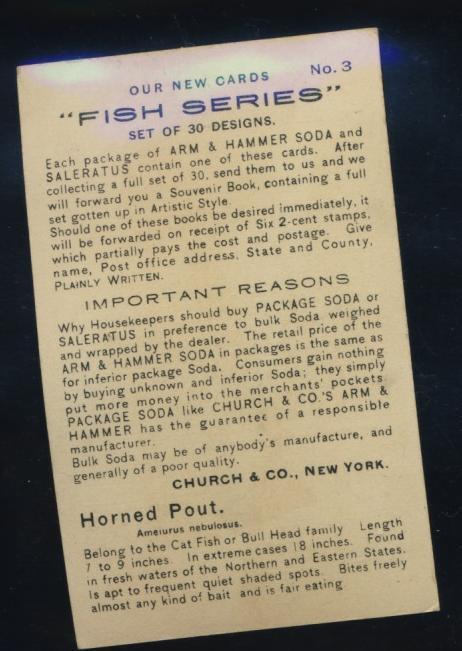 OUR NEW CARDS No. 3
"FISH SERIES"
SET OF 30 DESIGNS.
Each package of ARM & HAMMER SODA and
SALERATUS contain one of these cards. After
collecting a full set of 30, send them to us and we
will forward you a Souvenir Book, containing a full
set gotten up in Artistic Style.
Should one of these books be desired immediately, it
will be forwarded on receipt of Six 2-cent stamps,
which partially pays the cost and postage. Give
name, Post office address, State and County,
PLAINLY WRITTEN.
IMPORTANT REASONS
Why Housekeepers should buy PACKAGE SODA or
SALERATUS in preference to bulk Soda weighed
and wrapped by the dealer. The retail price of the
ARM & HAMMER SODA in packages is the same as
for inferior package Soda. Consumers gain nothing
by buying unknown and inferior Soda; they simply
put more money into the merchants' pockets
PACKAGE SODA like CHURCH & CO.'S ARM &
HAMMER has the guarantee of a responsible
manufacturer.
Bulk Soda may be of anybody's manufacture, and
generally of a poor quality.
CHURCH & CO., NEW YORK.
Horned Pout.
Ameiurus nebulosus.
Belong to the Cat Fish or Bull Head family Length
7 to 9 inches. In extreme cases 18 inches. Found
in fresh waters of the Northern and Eastern States.
Is apt to frequent quiet shaded spots. Bites freely
almost any kind of bait and is fair eating